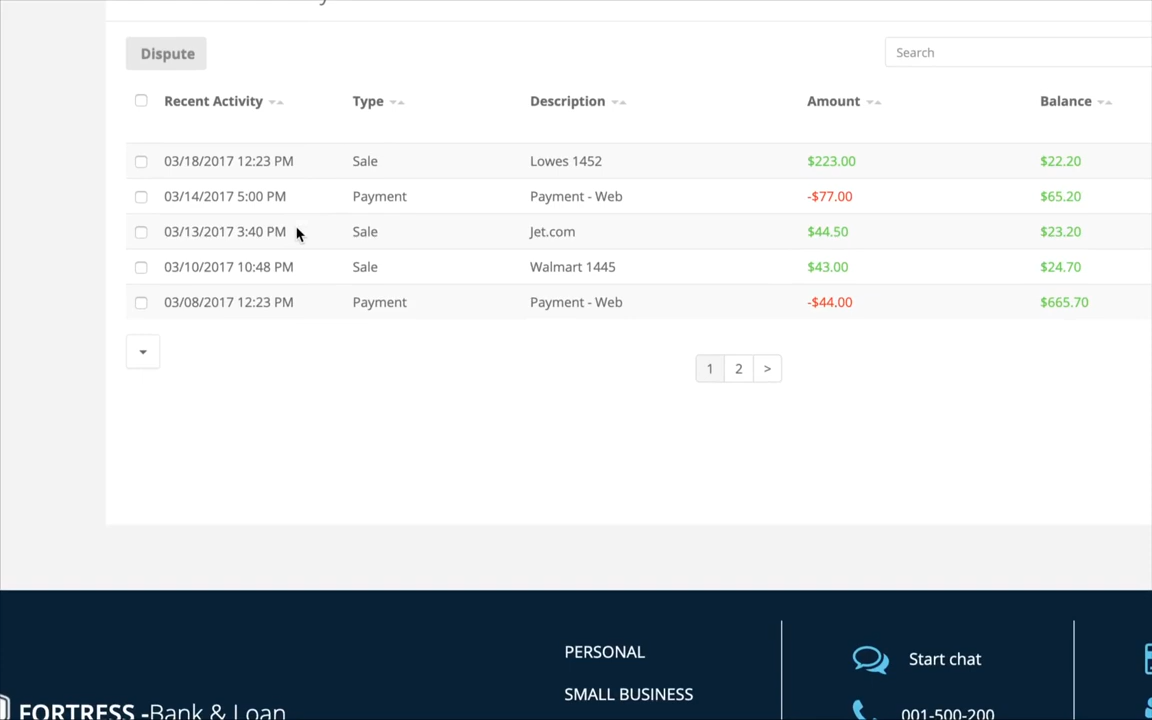 Dispute
Search
Recent Activity Type Description Amount Balance
03/18/2017 12:23 PM Sale Lowes 1452 $223.00 $22.20
03/14/2017 5:00 PM Payment Payment - Web -$77.00 $65.20
03/13/2017 3:40 PM Sale Jet.com $44.50 $23.20
03/10/2017 10:48 PM Sale Walmart 1445 $43.00 $24.70
03/08/2017 12:23 PM Payment Payment - Web -$44.00 $665.70
1 2 >
PERSONAL
Start chat
SMALL BUSINESS
FORTRESS -Bank & Loan
001-500-200